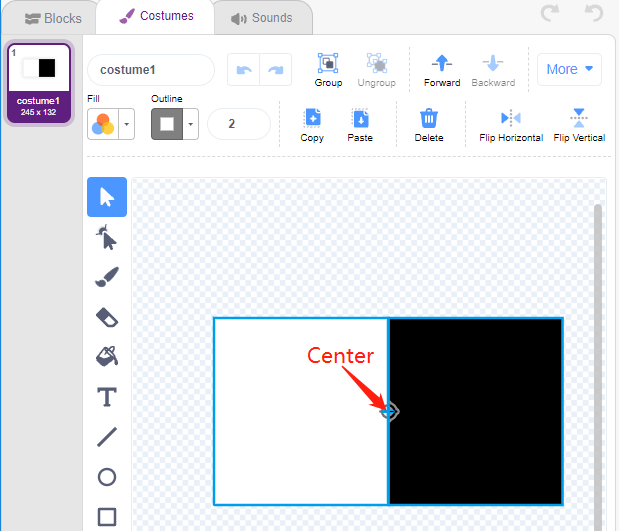 Blocks
Costumes
Sounds
1
costume1
245 x 132
costume1
Group
Ungroup
Forward
Backward
More
Fill
Outline
2
Copy
Paste
Delete
Flip Horizontal
Flip Vertical
T
Center